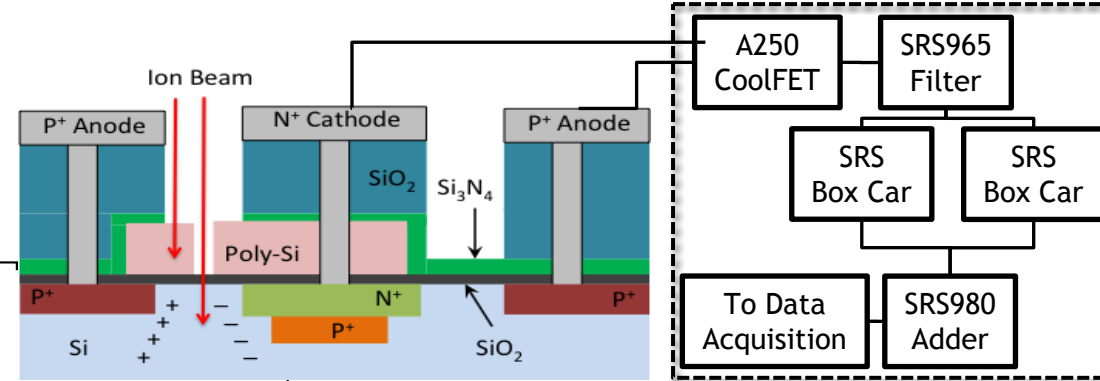 Ion Beam
P⁺ Anode
N⁺ Cathode
P⁺ Anode
SiO₂
Si₃N₄
Poly-Si
P⁺
N⁺
P⁺
P⁺
Si
SiO₂
+
+
+
+
−
−
−
−
A250
CoolFET
SRS965
Filter
SRS
Box Car
SRS
Box Car
To Data
Acquisition
SRS980
Adder